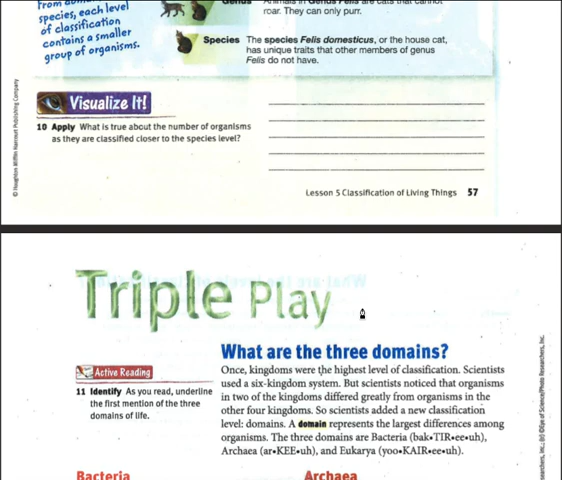 species, each level
of classification
contains a smaller
group of organisms.
roar. They can only purr.
Species The species Felis domesticus, or the house cat,
has unique traits that other members of genus
Felis do not have.
© Houghton Mifflin Harcourt Publishing Company
Visualize It!
10 Apply What is true about the number of organisms
as they are classified closer to the species level?
Lesson 5 Classification of Living Things 57
Triple Play
What are the three domains?
Active Reading
11 Identify As you read, underline
the first mention of the three
domains of life.
Once, kingdoms were the highest level of classification. Scientists
used a six-kingdom system. But scientists noticed that organisms
in two of the kingdoms differed greatly from organisms in the
other four kingdoms. So scientists added a new classification
level: domains. A domain represents the largest differences among
organisms. The three domains are Bacteria (bak•TIR•ee•uh),
Archaea (ar•KEE•uh), and Eukarya (yoo•KAIR•ee•uh).
Bacteria
Archaea